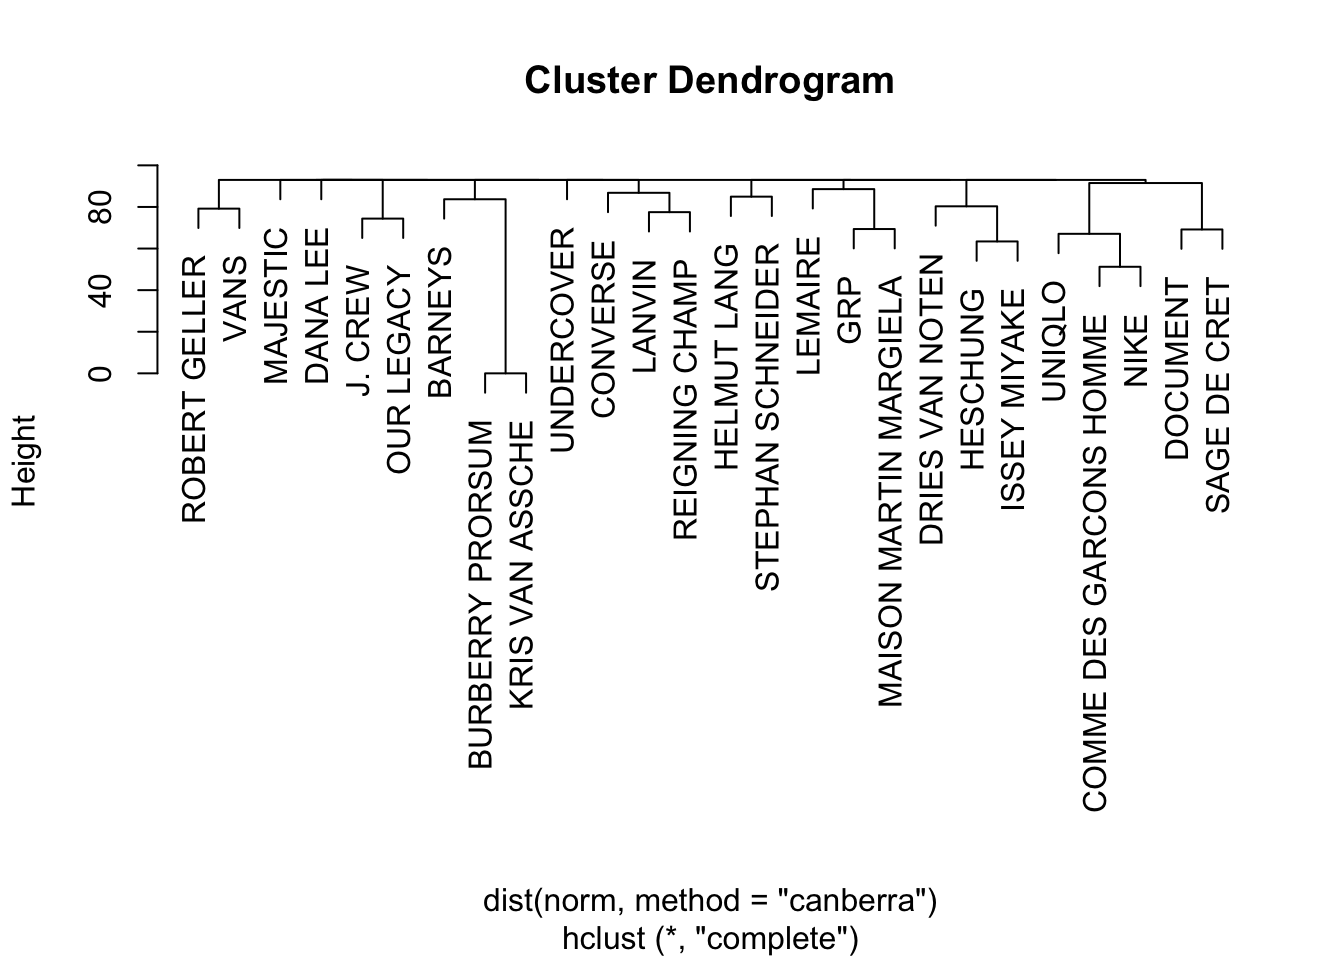 Cluster Dendrogram
Height
80
40
0
ROBERT GELLER
VANS
MAJESTIC
DANA LEE
J. CREW
OUR LEGACY
BARNEYS
BURBERRY PRORSUM
KRIS VAN ASSCHE
UNDERCOVER
CONVERSE
LANVIN
REIGNING CHAMP
HELMUT LANG
STEPHAN SCHNEIDER
LEMAIRE
GRP
MAISON MARTIN MARGIELA
DRIES VAN NOTEN
HESCHUNG
ISSEY MIYAKE
UNIQLO
COMME DES GARCONS HOMME
NIKE
DOCUMENT
SAGE DE CRET
dist(norm, method = "canberra")
hclust (*, "complete")